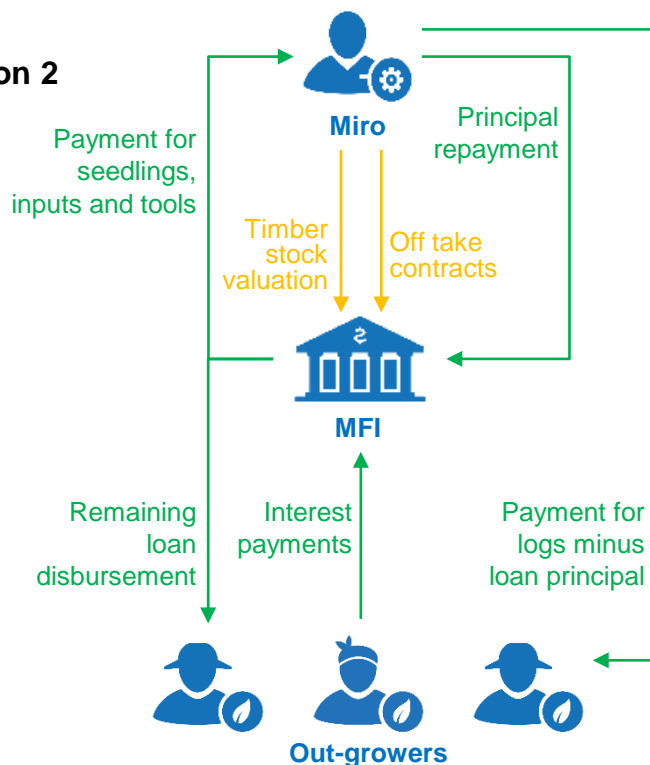 on 2
Miro
Payment for
seedlings,
inputs and tools
Principal
repayment
Timber
stock
valuation
Off take
contracts
$
MFI
Remaining
loan
disbursement
Interest
payments
Payment for
logs minus
loan principal
Out-growers